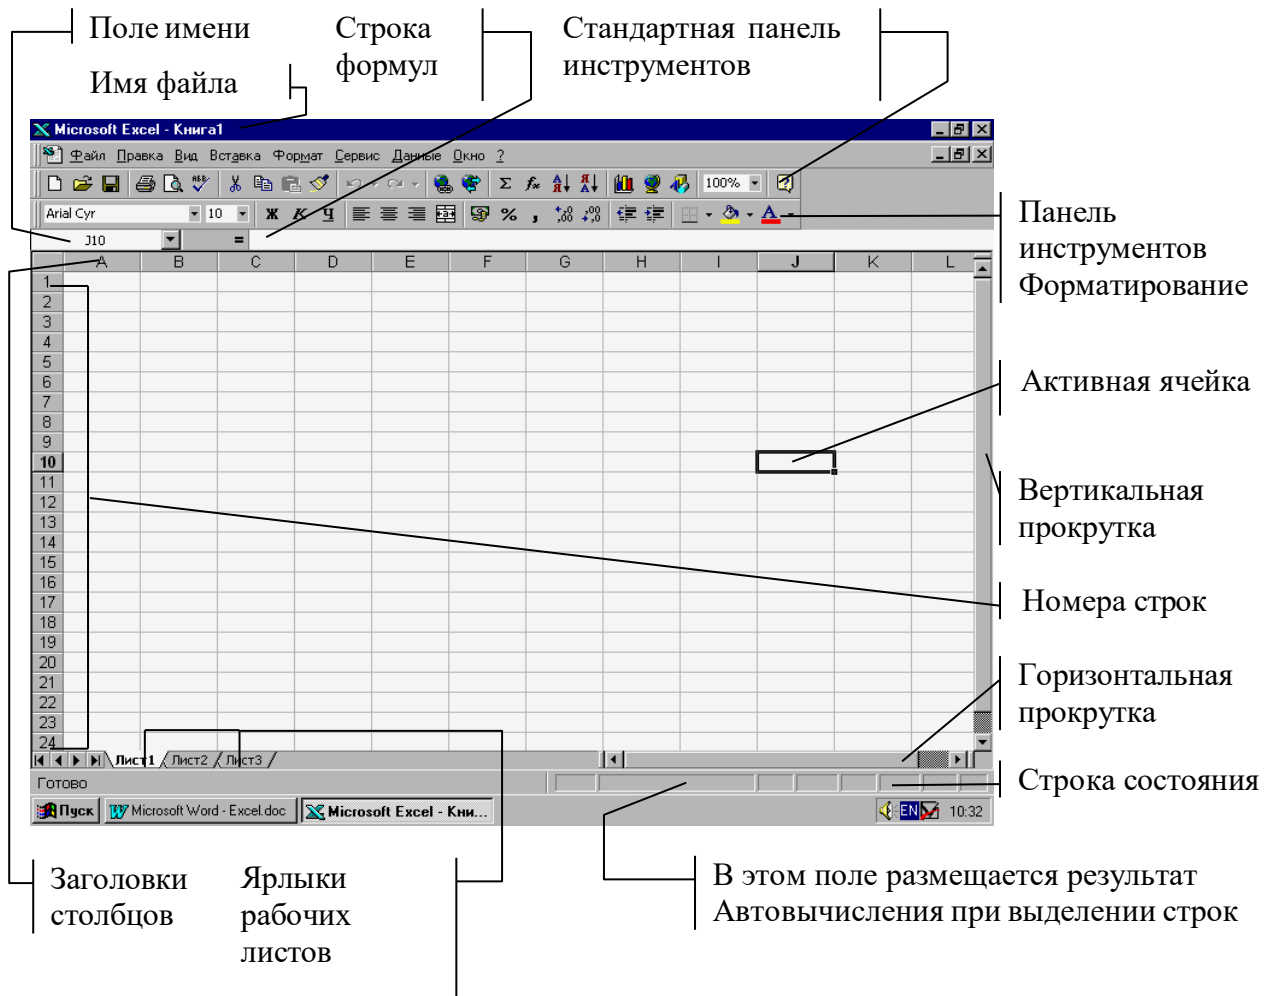 Поле имени
Строка
формул
Стандартная панель
инструментов
Имя файла
Microsoft Excel - Книга1
Файл Правка Вид Вставка Формат Сервис Данные Окно ?
100%
Arial Cyr 10 Ж К Ч % ,
J10 =
A B C D E F G H I J K L
1
2
3
4
5
6
7
8
9
10
11
12
13
14
15
16
17
18
19
20
21
22
23
24
Лист1 Лист2 Лист3
Готово
Пуск Microsoft Word - Excel.doc Microsoft Excel - Кни... EN 10:32
Панель
инструментов
Форматирование
Активная ячейка
Вертикальная
прокрутка
Номера строк
Горизонтальная
прокрутка
Строка состояния
Заголовки
столбцов
Ярлыки
рабочих
листов
В этом поле размещается результат
Автовычисления при выделении строк